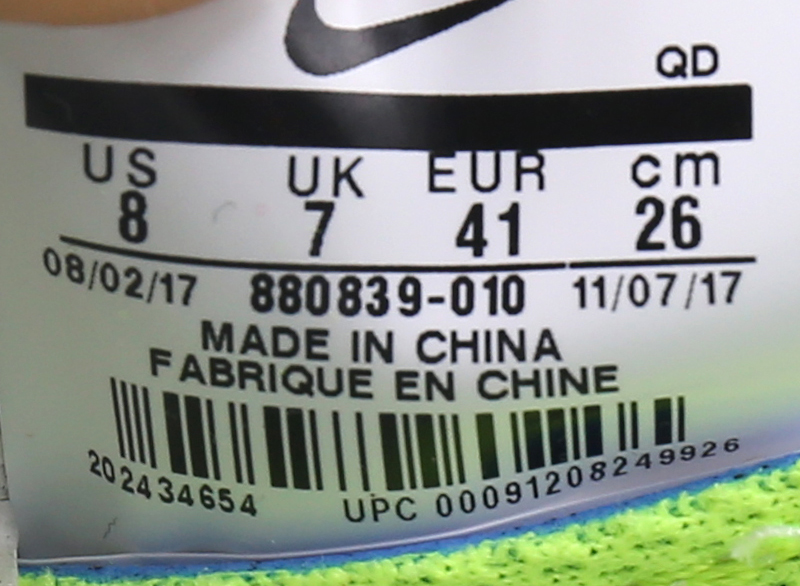 QD
US UK EUR cm
8 7 41 26
08/02/17 880839-010 11/07/17
MADE IN CHINA
FABRIQUE EN CHINE
202434654 UPC 00091208249926